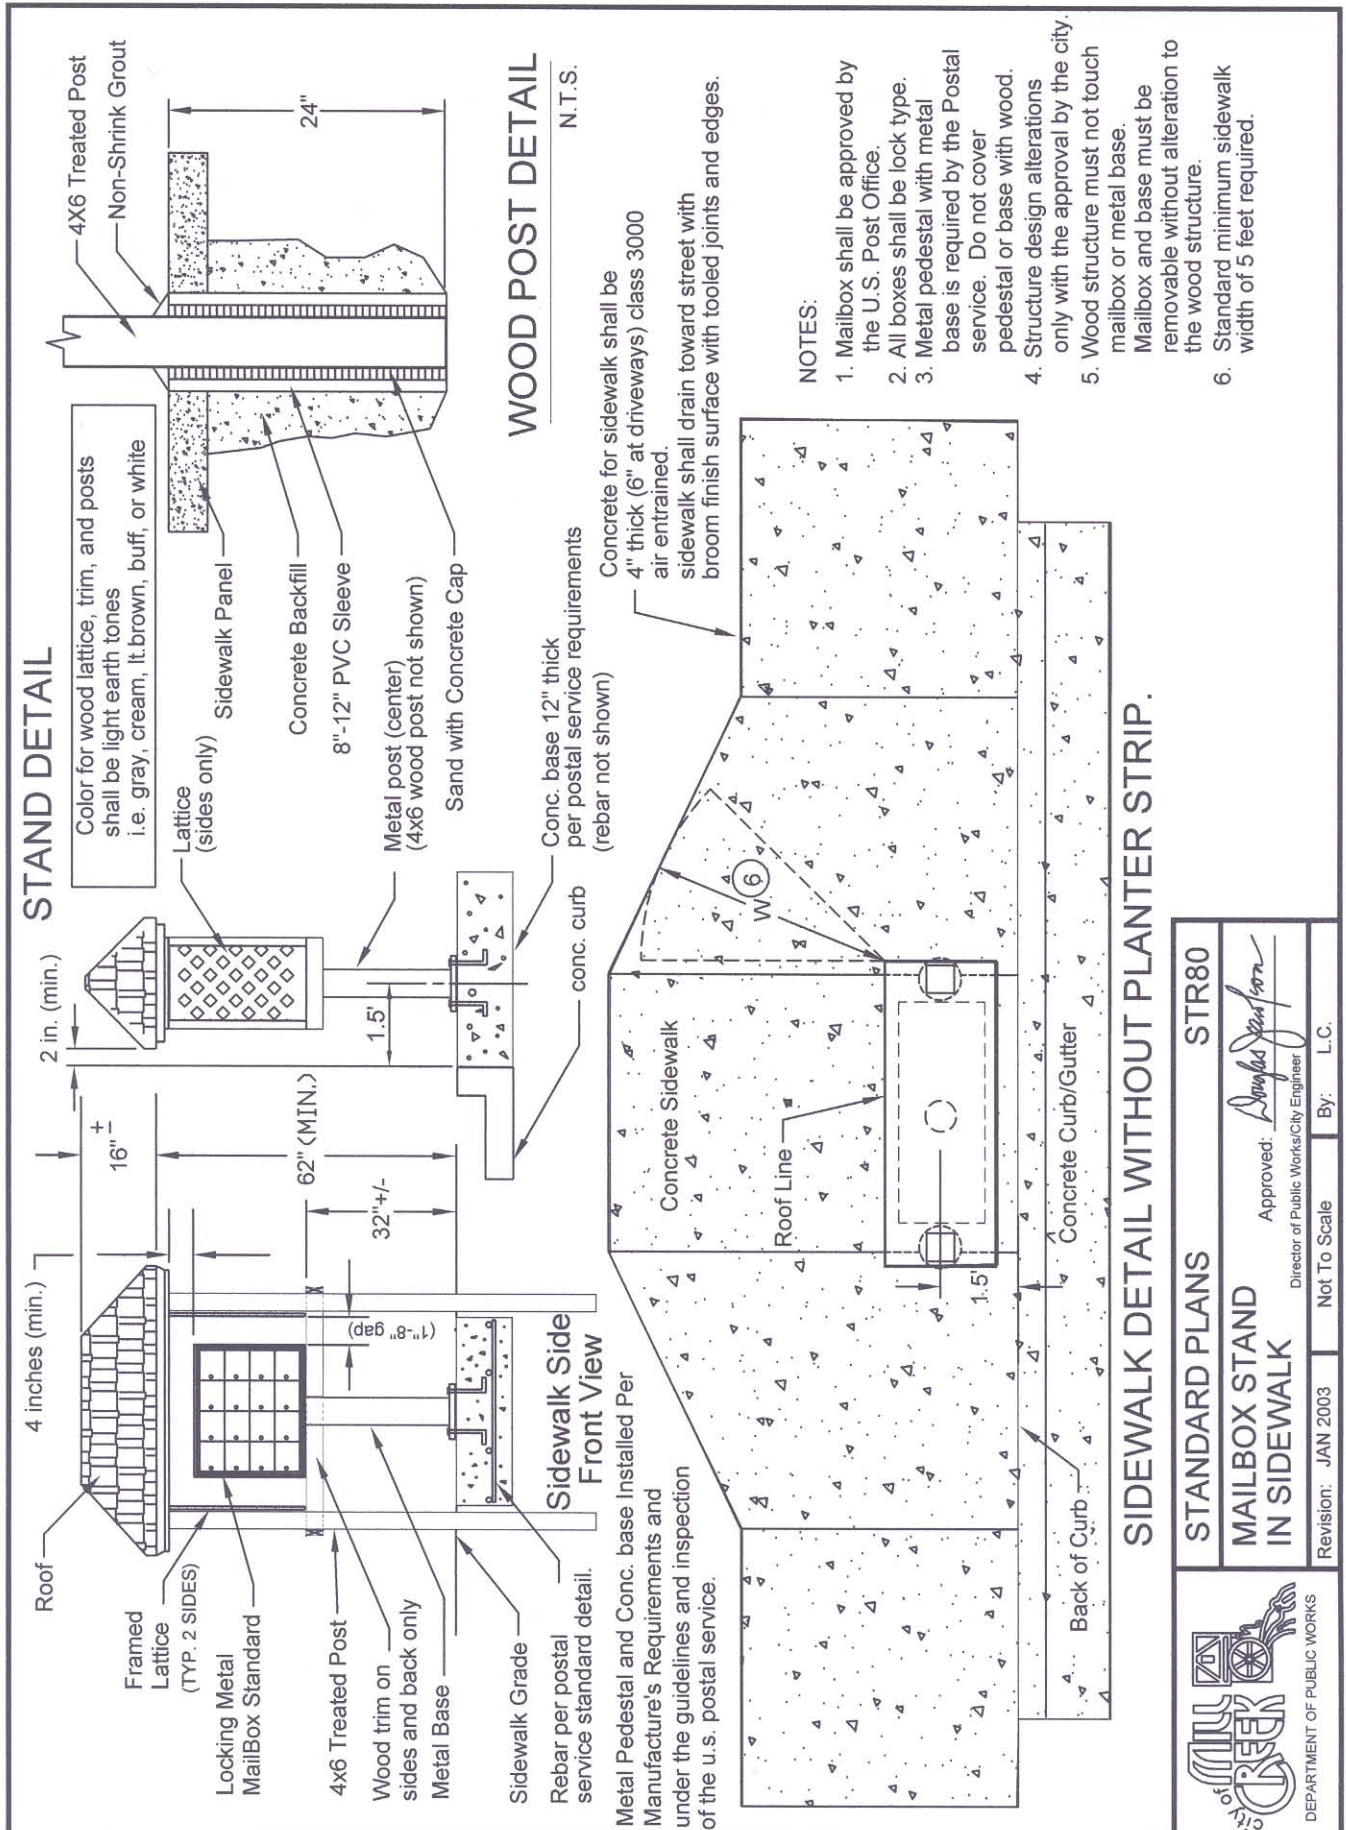 STAND DETAIL
Roof
4 inches (min.)
16" ±
2 in. (min.)
Color for wood lattice, trim, and posts
shall be light earth tones
i.e. gray, cream, lt.brown, buff, or white
4X6 Treated Post
Non-Shrink Grout
Framed
Lattice
(TYP. 2 SIDES)
Locking Metal
MailBox Standard
62" (MIN.)
32"+/-
(1"-8" gap)
Lattice
(sides only)
Sidewalk Panel
24"
4x6 Treated Post
Wood trim on
sides and back only
Metal Base
1.5'
Metal post (center)
(4x6 wood post not shown)
Concrete Backfill
8"-12" PVC Sleeve
Sand with Concrete Cap
Sidewalk Grade
Rebar per postal
service standard detail.
Sidewalk Side
Front View
conc. curb
Conc. base 12" thick
per postal service requirements
(rebar not shown)
WOOD POST DETAIL
N.T.S.
Metal Pedestal and Conc. base Installed Per
Manufacture's Requirements and
under the guidelines and inspection
of the u.s. postal service.
Concrete for sidewalk shall be
4" thick (6" at driveways) class 3000
air entrained.
sidewalk shall drain toward street with
broom finish surface with tooled joints and edges.
Concrete Sidewalk
Roof Line
W
6
1.5'
Back of Curb
Concrete Curb/Gutter
NOTES:
1. Mailbox shall be approved by
the U.S. Post Office.
2. All boxes shall be lock type.
3. Metal pedestal with metal
base is required by the Postal
service. Do not cover
pedestal or base with wood.
4. Structure design alterations
only with the approval by the city.
5. Wood structure must not touch
mailbox or metal base.
Mailbox and base must be
removable without alteration to
the wood structure.
6. Standard minimum sidewalk
width of 5 feet required.
SIDEWALK DETAIL WITHOUT PLANTER STRIP.
city of
MILL
CREEK
DEPARTMENT OF PUBLIC WORKS
STANDARD PLANS
STR80
MAILBOX STAND
IN SIDEWALK
Approved:
Director of Public Works/City Engineer
Revision: JAN 2003
Not To Scale
By: L.C.